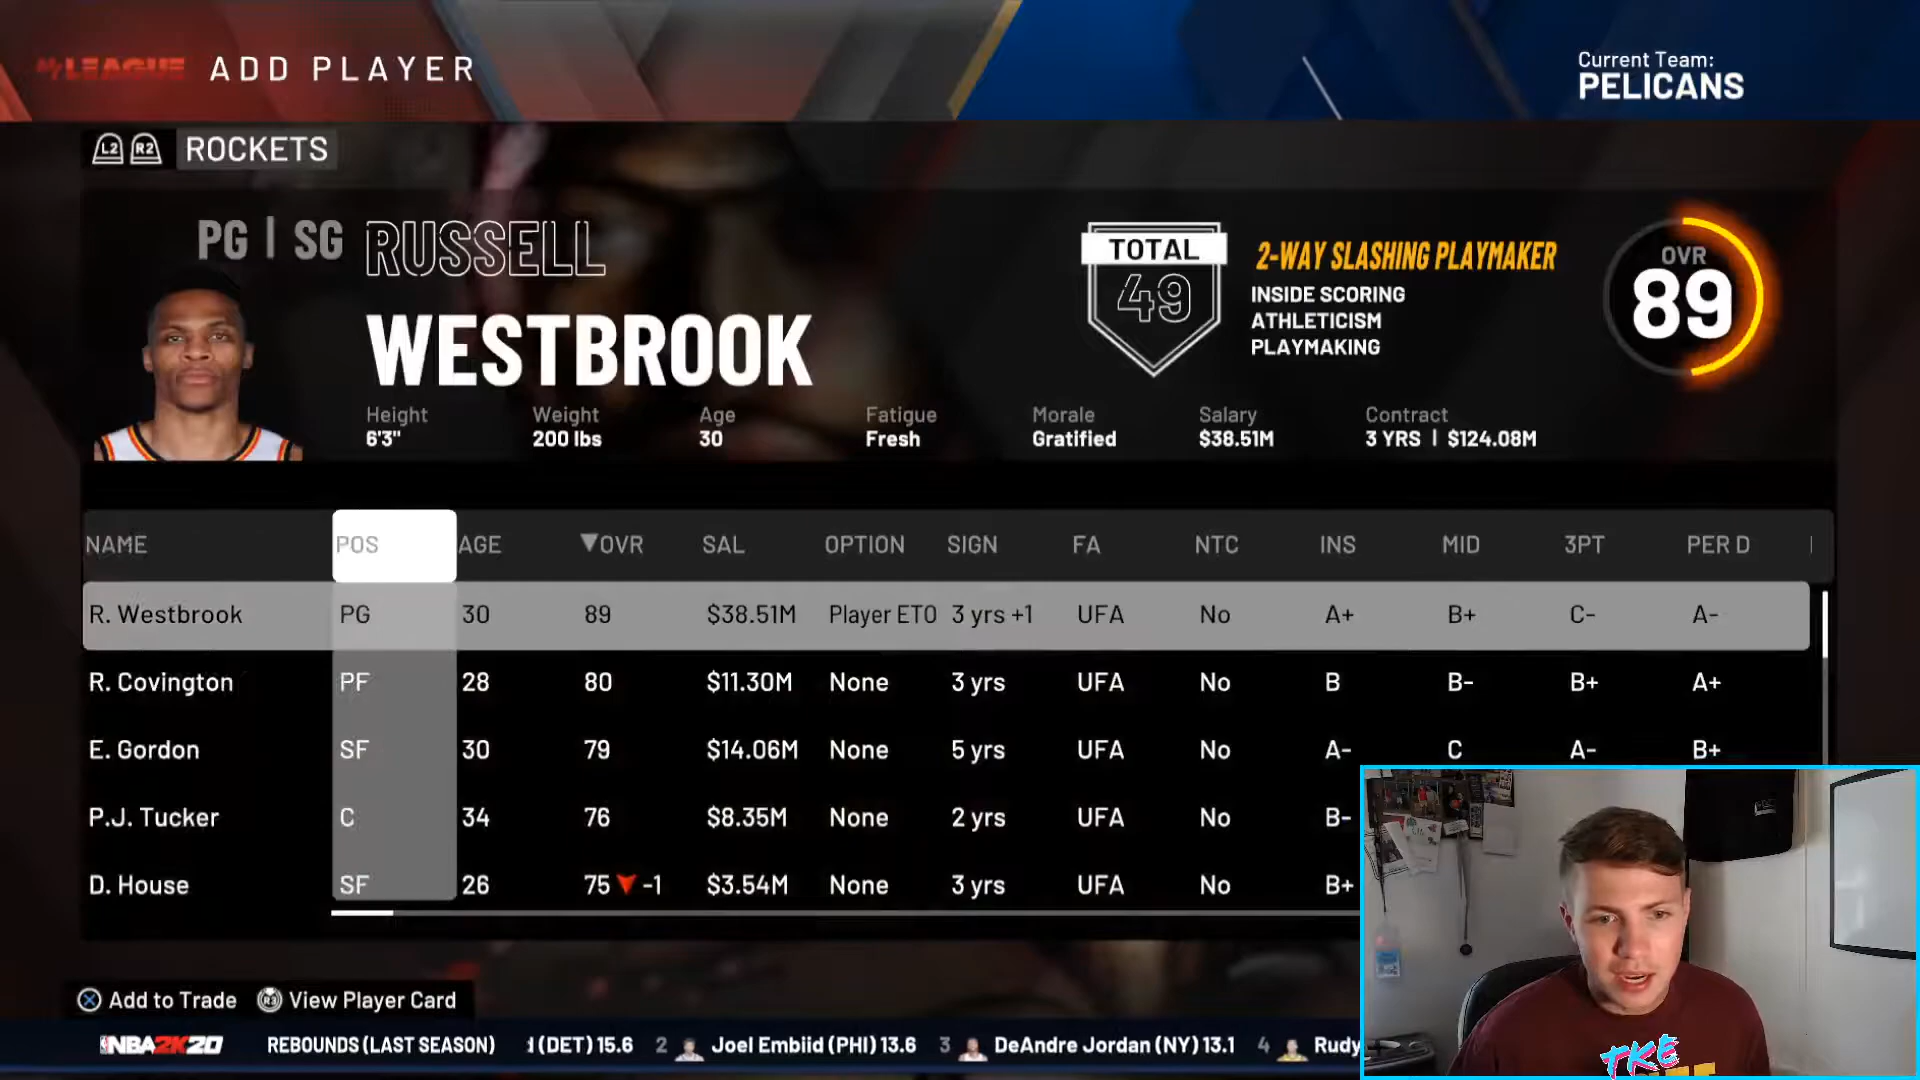 MYLEAGUE ADD PLAYER
Current Team:
PELICANS
L2 R2 ROCKETS
PG | SG RUSSELL
WESTBROOK
TOTAL
49
2-WAY SLASHING PLAYMAKER
INSIDE SCORING
ATHLETICISM
PLAYMAKING
OVR
89
Height Weight Age Fatigue Morale Salary Contract
6'3" 200 lbs 30 Fresh Gratified $38.51M 3 YRS | $124.08M
NAME POS AGE ▼OVR SAL OPTION SIGN FA NTC INS MID 3PT PER D
R. Westbrook PG 30 89 $38.51M Player ETO 3 yrs +1 UFA No A+ B+ C- A-
R. Covington PF 28 80 $11.30M None 3 yrs UFA No B B- B+ A+
E. Gordon SF 30 79 $14.06M None 5 yrs UFA No A- C A- B+
P.J. Tucker C 34 76 $8.35M None 2 yrs UFA No B-
D. House SF 26 75 ▼ -1 $3.54M None 3 yrs UFA No B+
Add to Trade R3 View Player Card
NBA2K20 REBOUNDS (LAST SEASON) (DET) 15.6 2 Joel Embiid (PHI) 13.6 3 DeAndre Jordan (NY) 13.1 4 Rudy
TKE